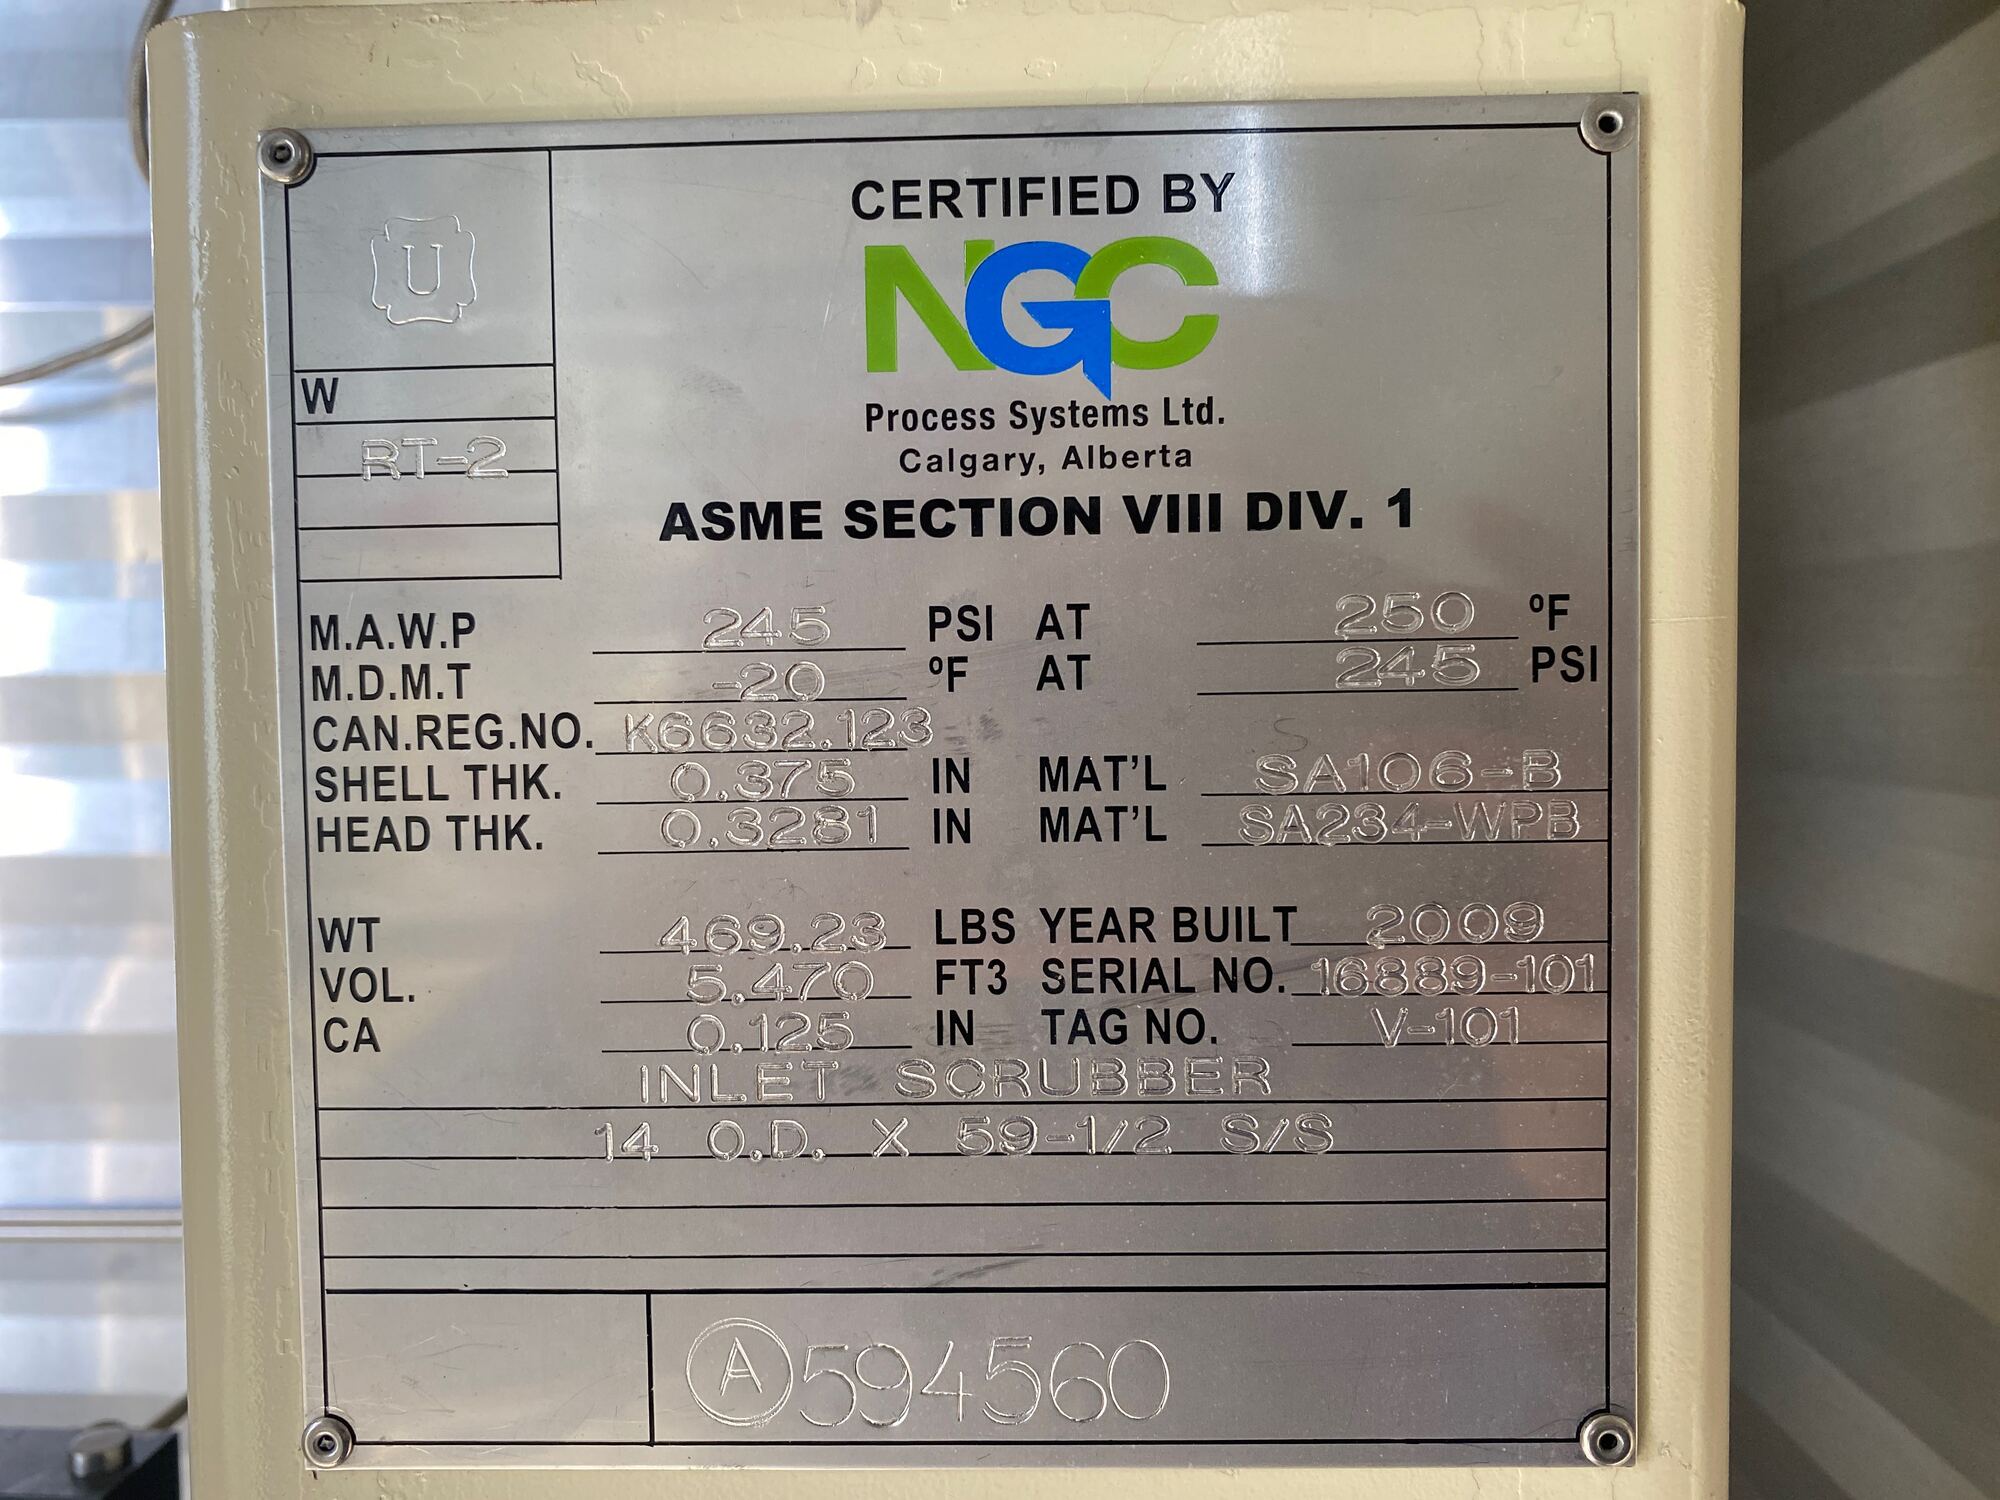 U
W
RT-2
CERTIFIED BY
NGC
Process Systems Ltd.
Calgary, Alberta
ASME SECTION VIII DIV. 1
M.A.W.P 245 PSI AT 250 ºF
M.D.M.T -20 ºF AT 245 PSI
CAN.REG.NO. K6632.123
S
SHELL THK. 0.375 IN MAT'L SA106-B
HEAD THK. 0.3281 IN MAT'L SA234-WPB
WT 469.23 LBS YEAR BUILT 2009
VOL. 5.470 FT3 SERIAL NO. 16889-101
CA 0.125 IN TAG NO. V-101
INLET SCRUBBER
14 O.D. X 59-1/2 S/S
A 594560